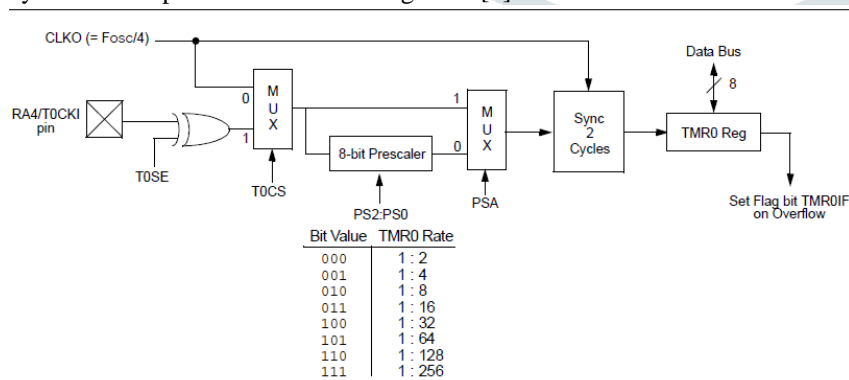 CLKO (= Fosc/4)
Data Bus
8
RA4/T0CKI
pin
0
1
M
U
X
1
0
M
U
X
Sync
2
Cycles
TMR0 Reg
8-bit Prescaler
T0SE
T0CS
PS2:PS0
PSA
Set Flag bit TMR0IF
on Overflow
Bit Value TMR0 Rate
000 1 : 2
001 1 : 4
010 1 : 8
011 1 : 16
100 1 : 32
101 1 : 64
110 1 : 128
111 1 : 256